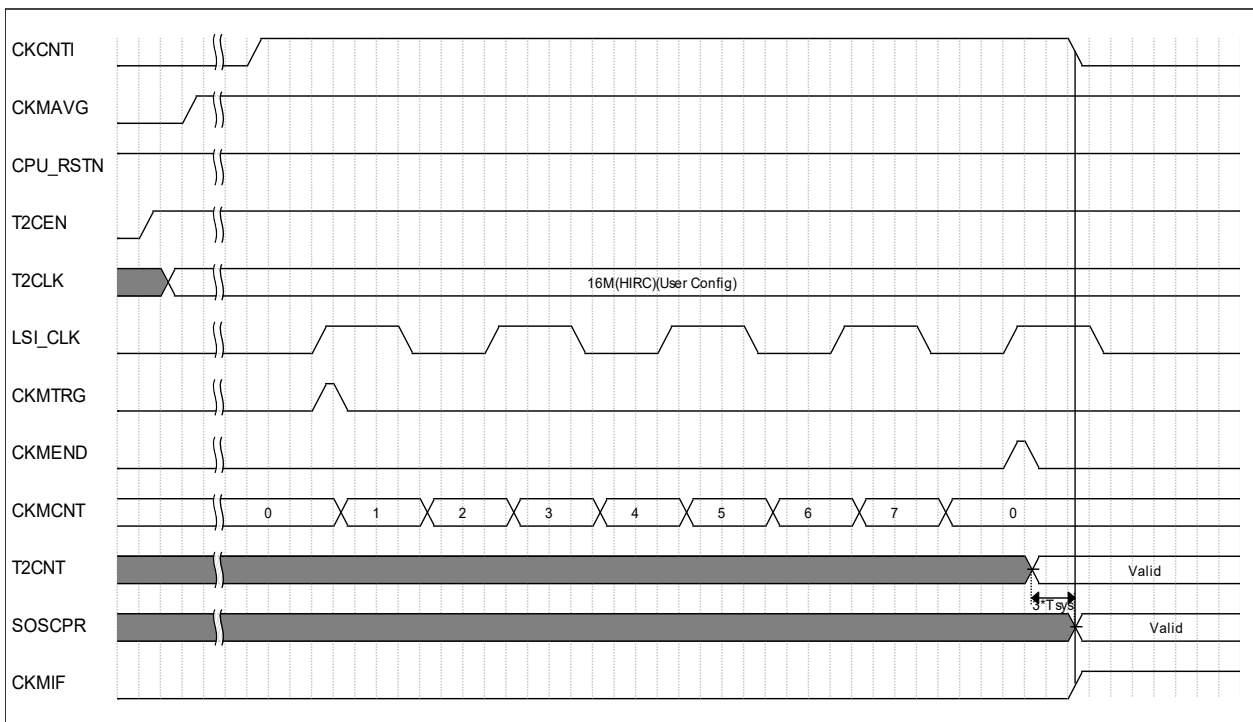 CKCNTI
CKMAVG
CPU_RSTN
T2CEN
T2CLK
16M(HIRC)(User Config)
LSI_CLK
CKMTRG
CKMEND
CKMCNT 0 1 2 3 4 5 6 7 0
T2CNT Valid
3*Tsys
SOSCPR Valid
CKMIF